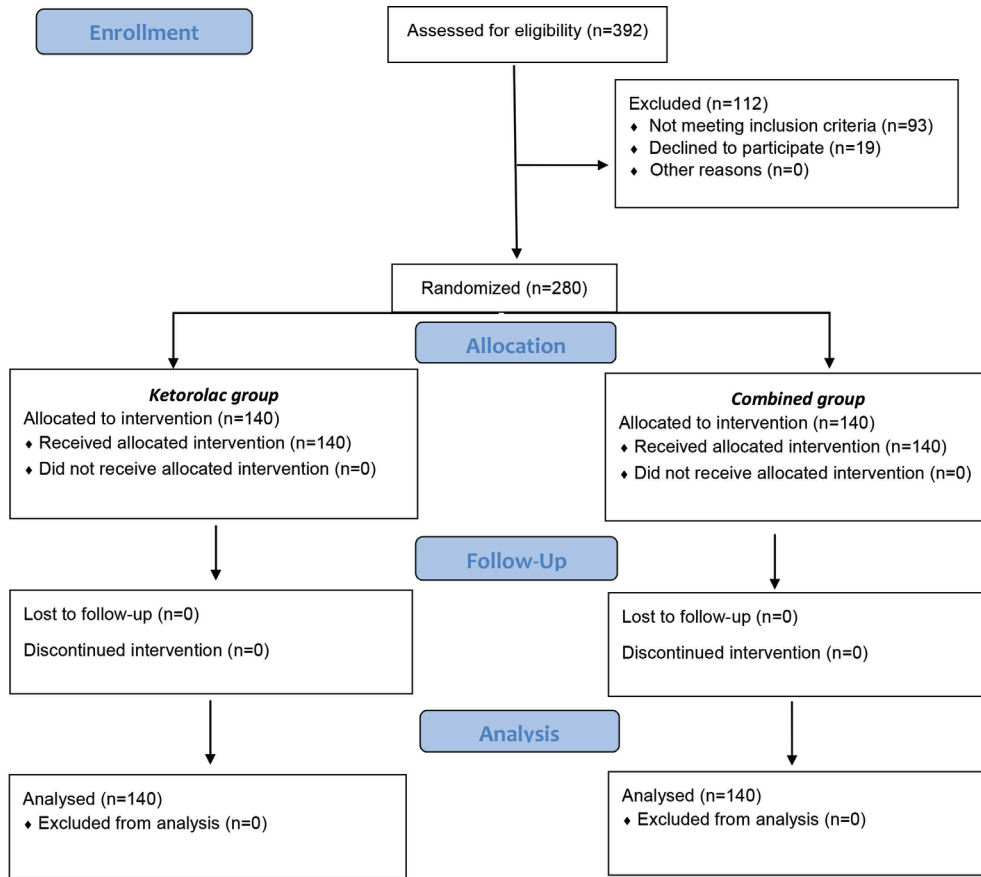 Enrollment
Assessed for eligibility (n=392)
Excluded (n=112)
♦ Not meeting inclusion criteria (n=93)
♦ Declined to participate (n=19)
♦ Other reasons (n=0)
Randomized (n=280)
Allocation
Ketorolac group
Allocated to intervention (n=140)
♦ Received allocated intervention (n=140)
♦ Did not receive allocated intervention (n=0)
Combined group
Allocated to intervention (n=140)
♦ Received allocated intervention (n=140)
♦ Did not receive allocated intervention (n=0)
Follow-Up
Lost to follow-up (n=0)
Discontinued intervention (n=0)
Lost to follow-up (n=0)
Discontinued intervention (n=0)
Analysis
Analysed (n=140)
♦ Excluded from analysis (n=0)
Analysed (n=140)
♦ Excluded from analysis (n=0)